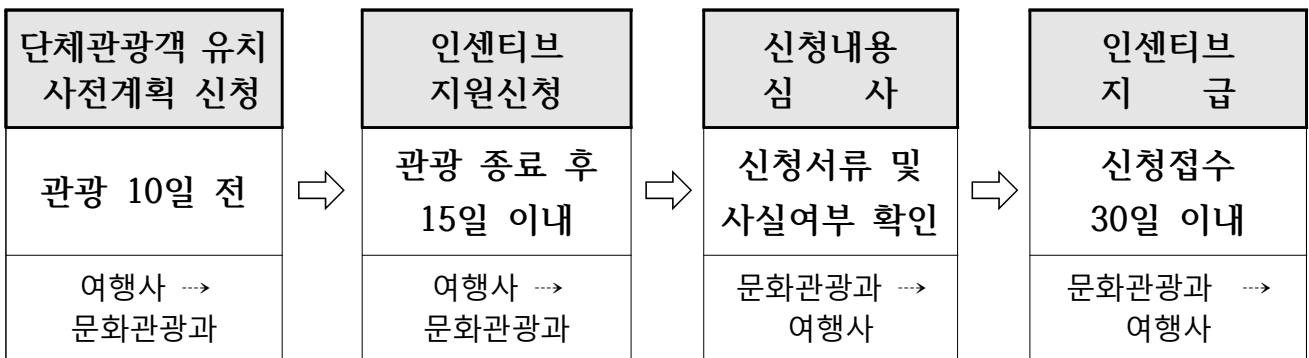 단체관광객 유치
사전계획 신청
관광 10일 전
여행사 ⇢
문화관광과
인센티브
지원신청
관광 종료 후
15일 이내
여행사 ⇢
문화관광과
신청내용
심 사
신청서류 및
사실여부 확인
문화관광과 ⇢
여행사
인센티브
지 급
신청접수
30일 이내
문화관광과 ⇢
여행사